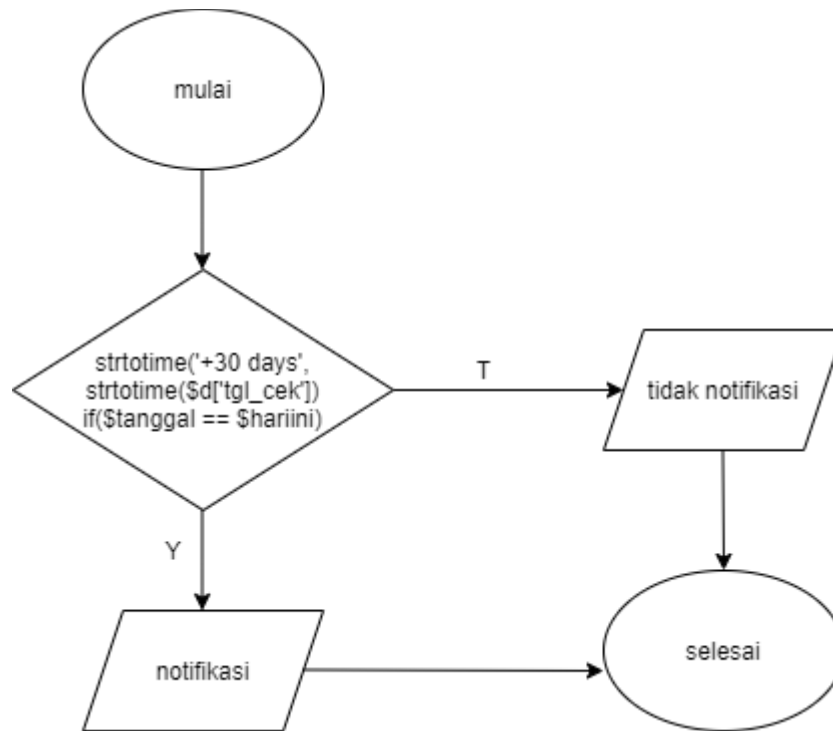 mulai
strtotime('+30 days',
strtotime($d['tgl_cek'])
if($tanggal == $hariini)
T
tidak notifikasi
Y
notifikasi
selesai